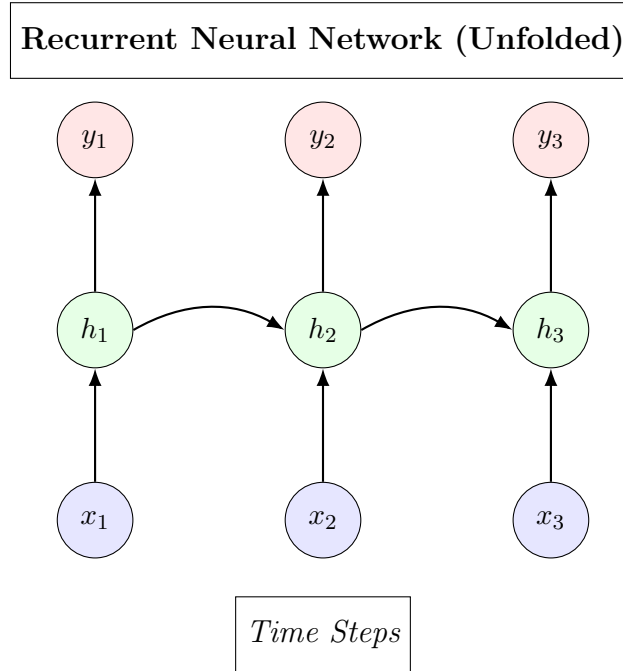 Recurrent Neural Network (Unfolded)
y₁ y₂ y₃
h₁ h₂ h₃
x₁ x₂ x₃
Time Steps